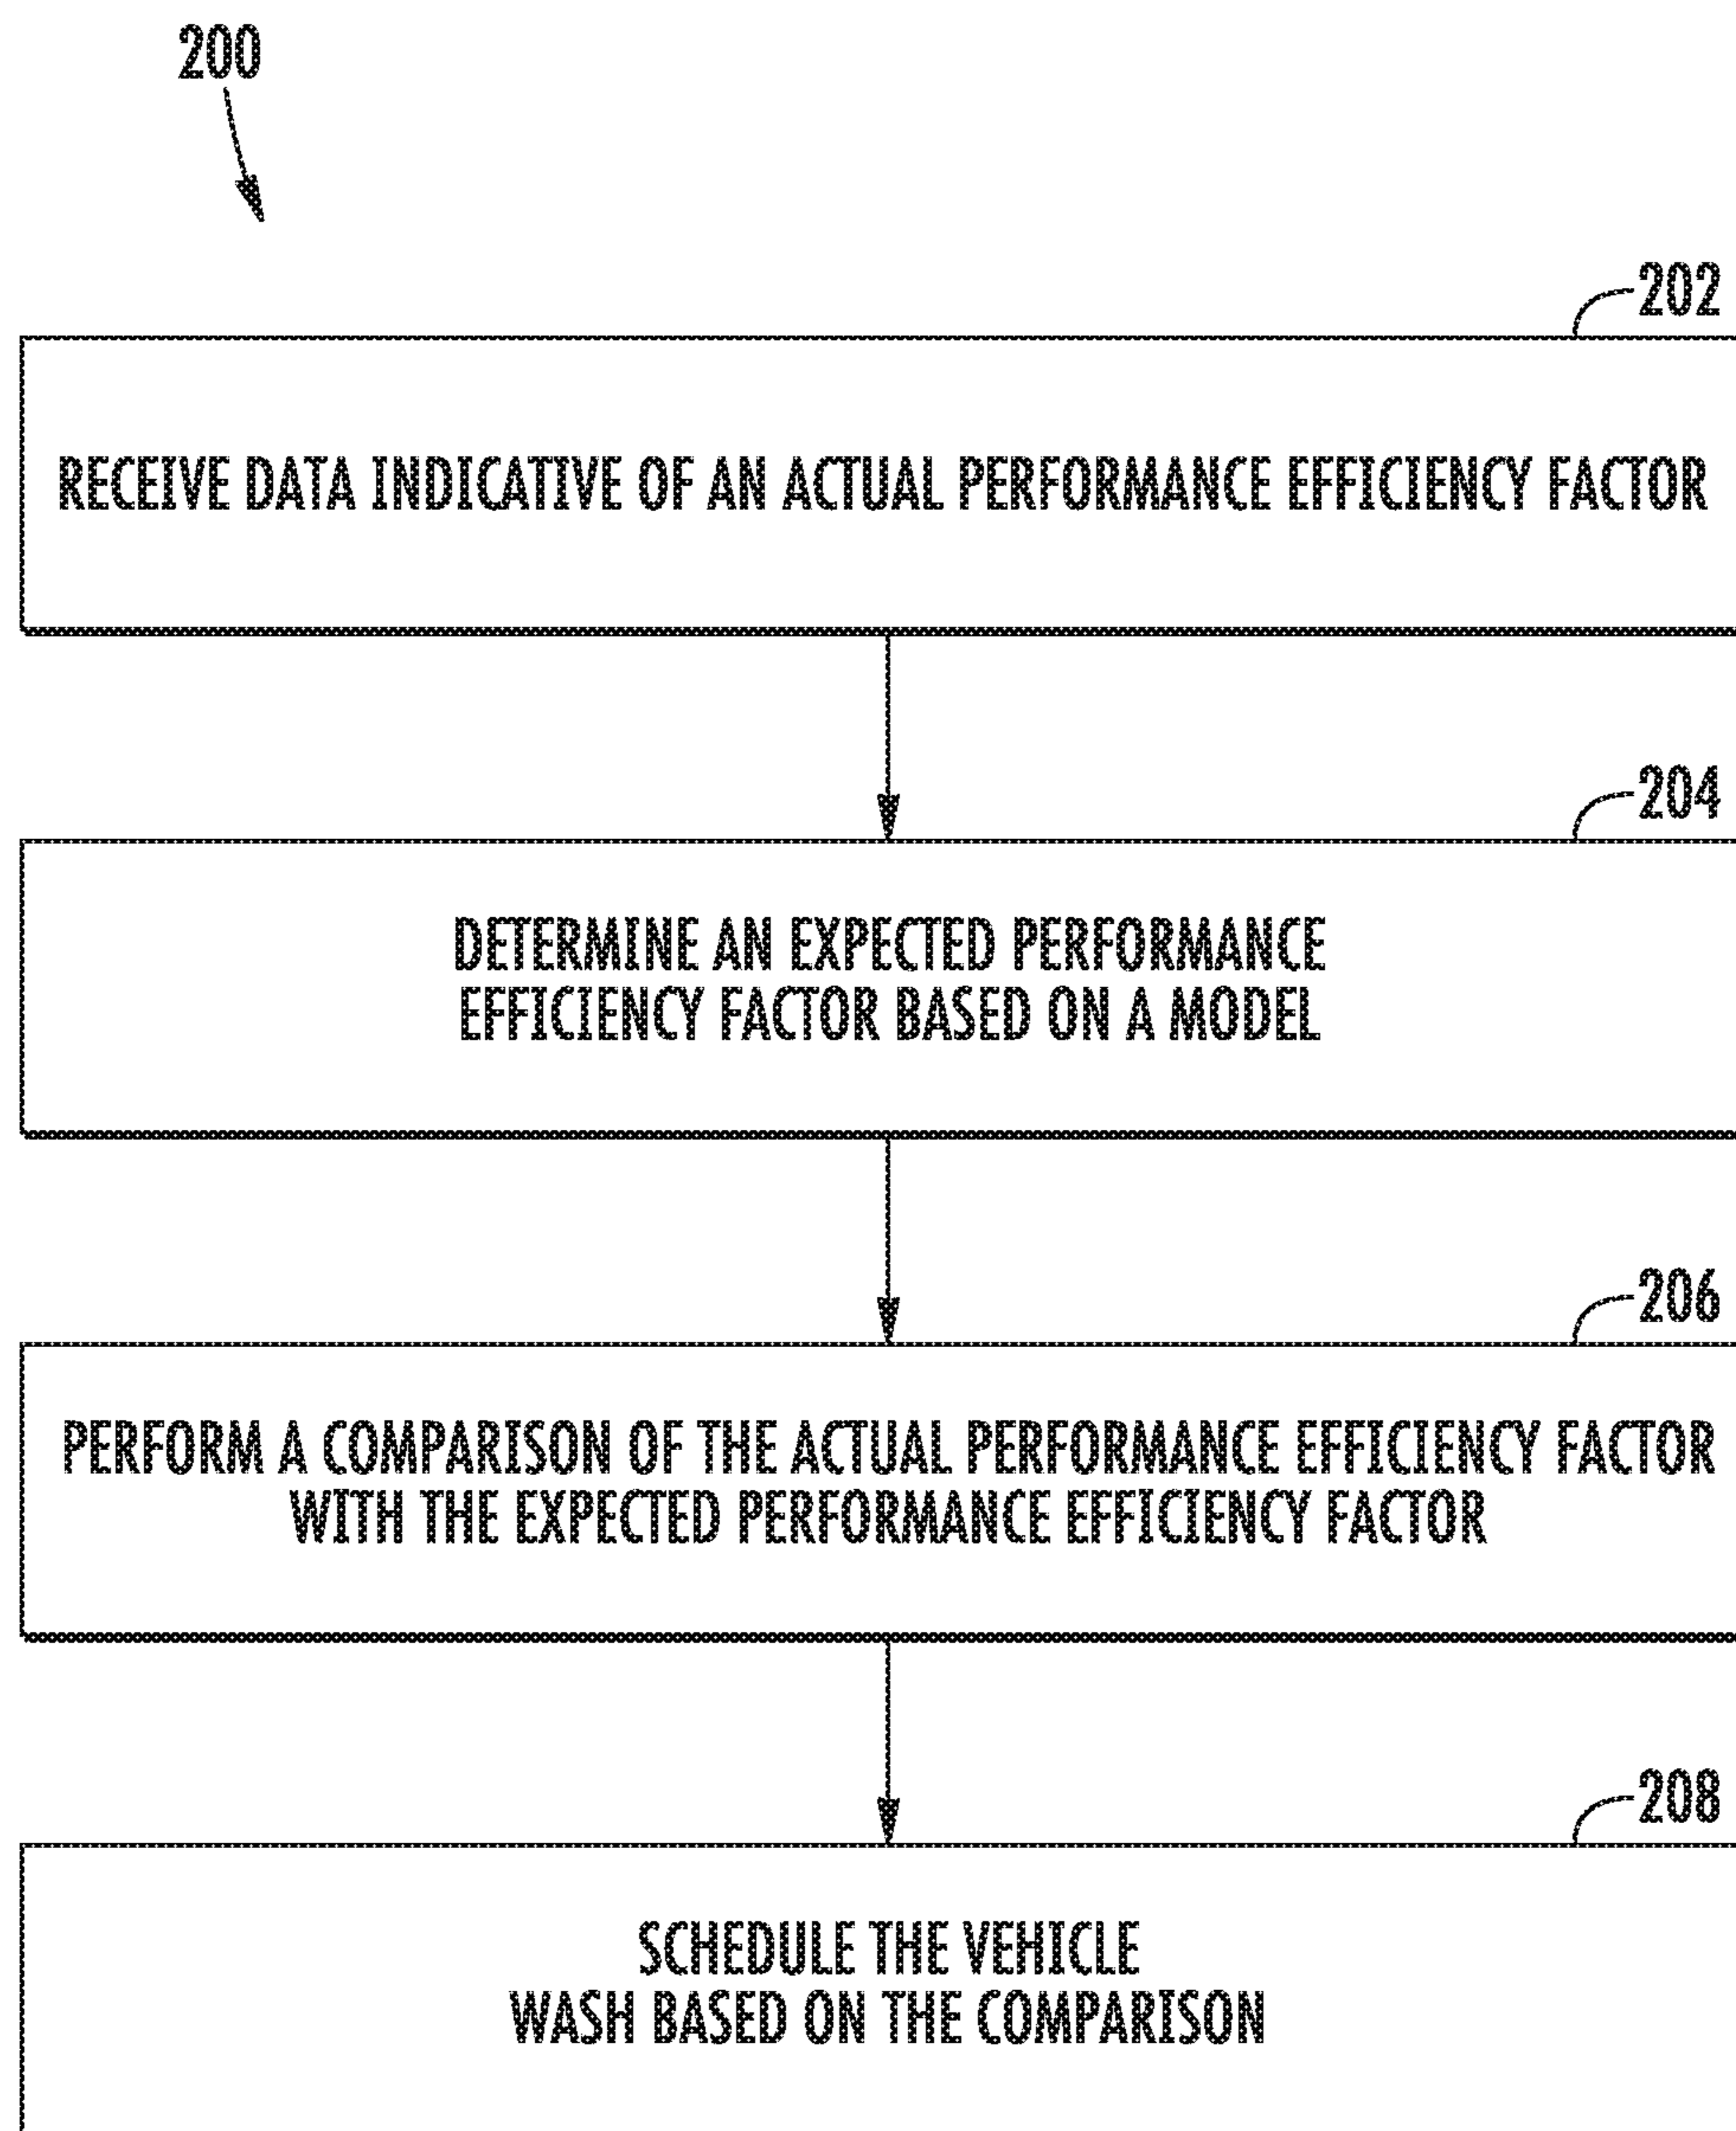 200
202
RECEIVE DATA INDICATIVE OF AN ACTUAL PERFORMANCE EFFICIENCY FACTOR
204
DETERMINE AN EXPECTED PERFORMANCE
EFFICIENCY FACTOR BASED ON A MODEL
206
PERFORM A COMPARISON OF THE ACTUAL PERFORMANCE EFFICIENCY FACTOR
WITH THE EXPECTED PERFORMANCE EFFICIENCY FACTOR
208
SCHEDULE THE VEHICLE
WASH BASED ON THE COMPARISON